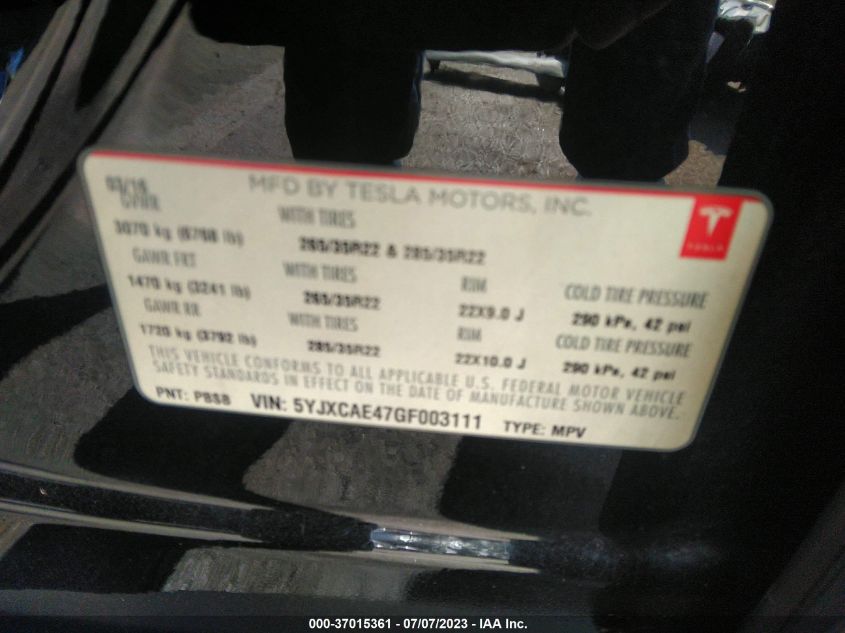 MFD BY TESLA MOTORS, INC.
03/16
GVWR WITH TIRES
3070 kg (6768 lb) 265/35R22 & 285/35R22
GAWR FRT WITH TIRES RIM COLD TIRE PRESSURE
1470 kg (3241 lb) 265/35R22 22X9.0 J 290 kPa, 42 psi
GAWR RR WITH TIRES RIM COLD TIRE PRESSURE
1720 kg (3792 lb) 285/35R22 22X10.0 J 290 kPa, 42 psi
THIS VEHICLE CONFORMS TO ALL APPLICABLE U.S. FEDERAL MOTOR VEHICLE
SAFETY STANDARDS IN EFFECT ON THE DATE OF MANUFACTURE SHOWN ABOVE.
PNT: PBSB VIN: 5YJXCAE47GF003111 TYPE: MPV
TESLA
000-37015361 - 07/07/2023 - IAA Inc.